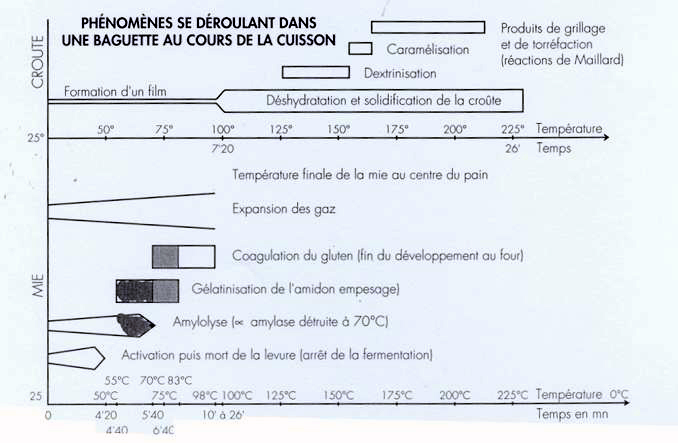 PHÉNOMÈNES SE DÉROULANT DANS
UNE BAGUETTE AU COURS DE LA CUISSON
Produits de grillage
et de torréfaction
(réactions de Maillard)
Caramélisation
Dextrinisation
CROUTE
Formation d'un film
Déshydratation et solidification de la croûte
50° 75° 100° 125° 150° 175° 200° 225° Température
25°
7'20 26' Temps
Température finale de la mie au centre du pain
Expansion des gaz
Coagulation du gluten (fin du développement au four)
MIE
Gélatinisation de l'amidon empesage)
Amylolyse (∝ amylase détruite à 70°C)
Activation puis mort de la levure (arrêt de la fermentation)
55°C 70°C 83°C
25 50°C 75°C 98°C 100°C 125°C 150°C 175°C 200°C 225°C Température 0°C
0 4'20 5'40 10' à 26' Temps en mn
4'40 6'40